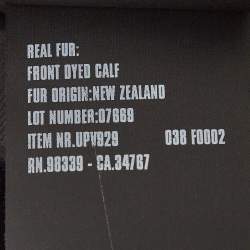 REAL FUR:
FRONT DYED CALF
FUR ORIGIN:NEW ZEALAND
LOT NUMBER:07669
ITEM NR.UPV929 038 F0002
RN.98339 - CA.34767